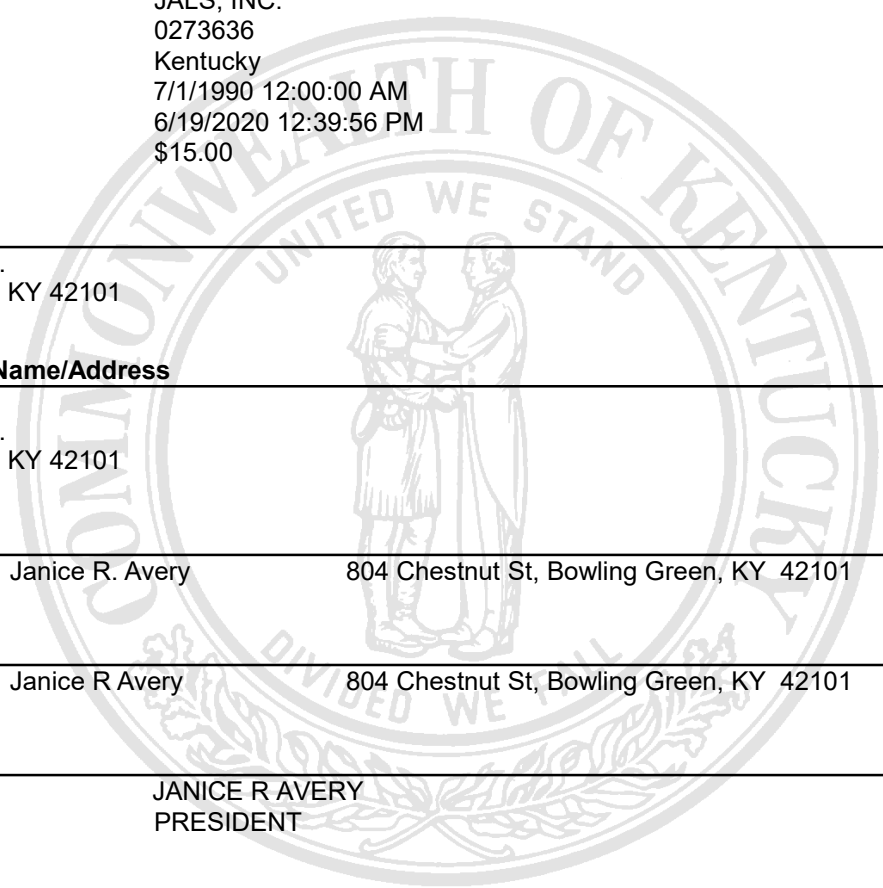 JAES, INC.
0273636
Kentucky
7/1/1990 12:00:00 AM
6/19/2020 12:39:56 PM
$15.00
COMMONWEALTH OF KENTUCKY
UNITED WE STAND
.
KY 42101
Name/Address
.
KY 42101
Janice R. Avery 804 Chestnut St, Bowling Green, KY 42101
Janice R Avery 804 Chestnut St, Bowling Green, KY 42101
DIVIDED WE FALL
JANICE R AVERY
PRESIDENT